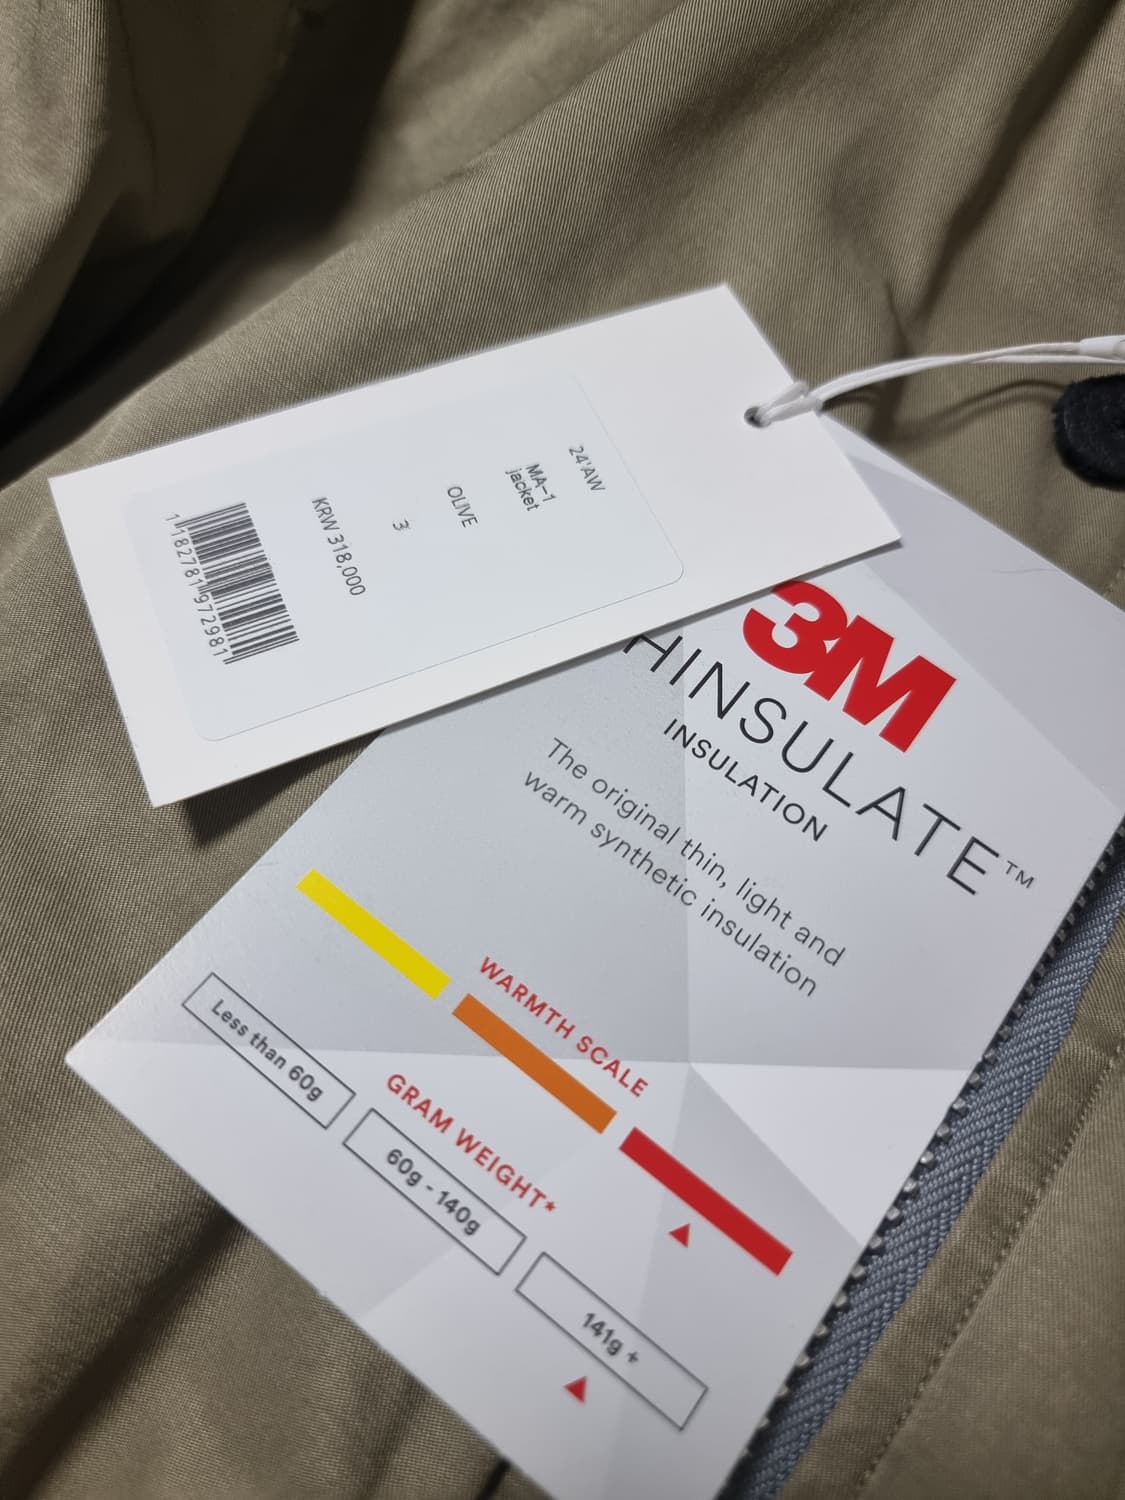 24'AW
MA-1
jacket
OLIVE
3
KRW 318,000
1182781972981
3M
HINSULATE™
INSULATION
The original thin, light and
warm synthetic insulation
WARMTH SCALE
GRAM WEIGHT*
Less than 60g
60g - 140g
141g +